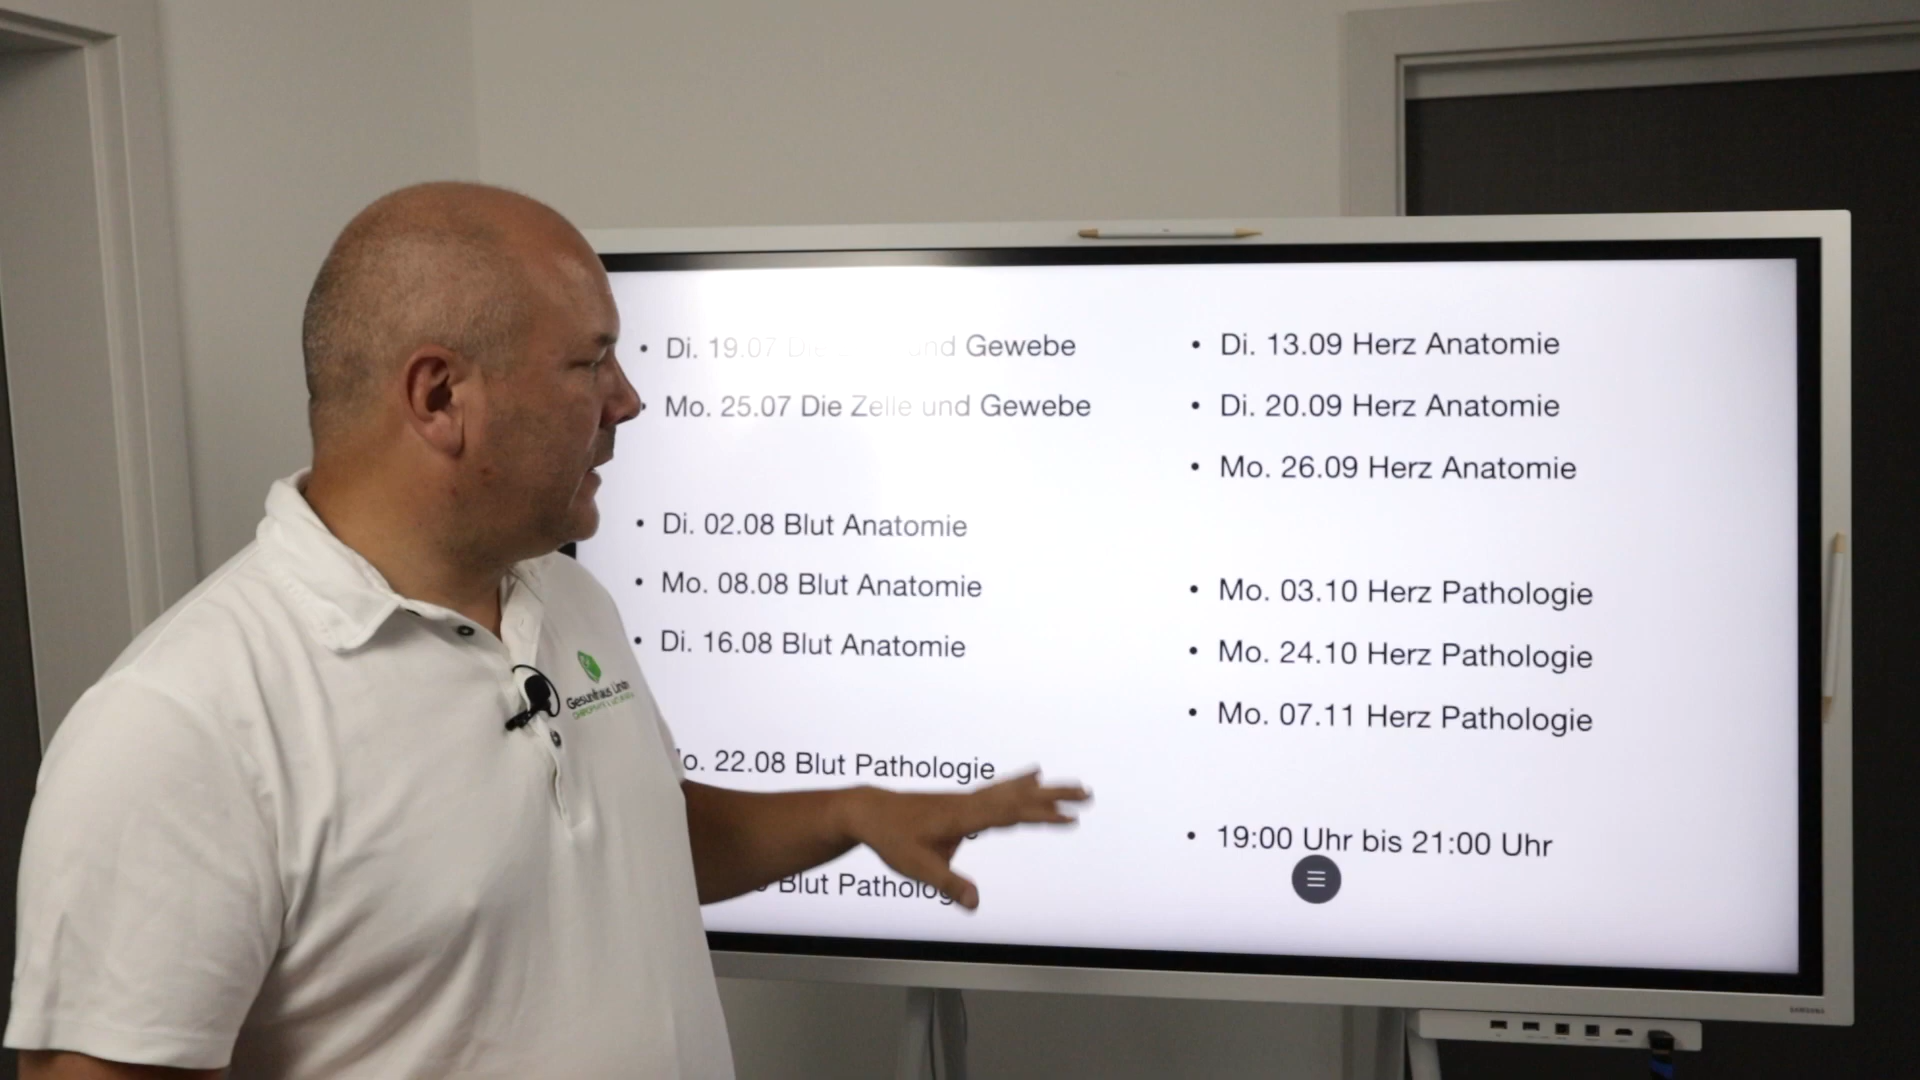 • Di. 19.07 Die und Gewebe
• Mo. 25.07 Die Zelle und Gewebe
• Di. 02.08 Blut Anatomie
• Mo. 08.08 Blut Anatomie
• Di. 16.08 Blut Anatomie
22.08 Blut Pathologie
Blut
• Di. 13.09 Herz Anatomie
• Di. 20.09 Herz Anatomie
• Mo. 26.09 Herz Anatomie
• Mo. 03.10 Herz Pathologie
• Mo. 24.10 Herz Pathologie
• Mo. 07.11 Herz Pathologie
• 19:00 Uhr bis 21:00 Uhr
Gesundhaus
SAMSUNG